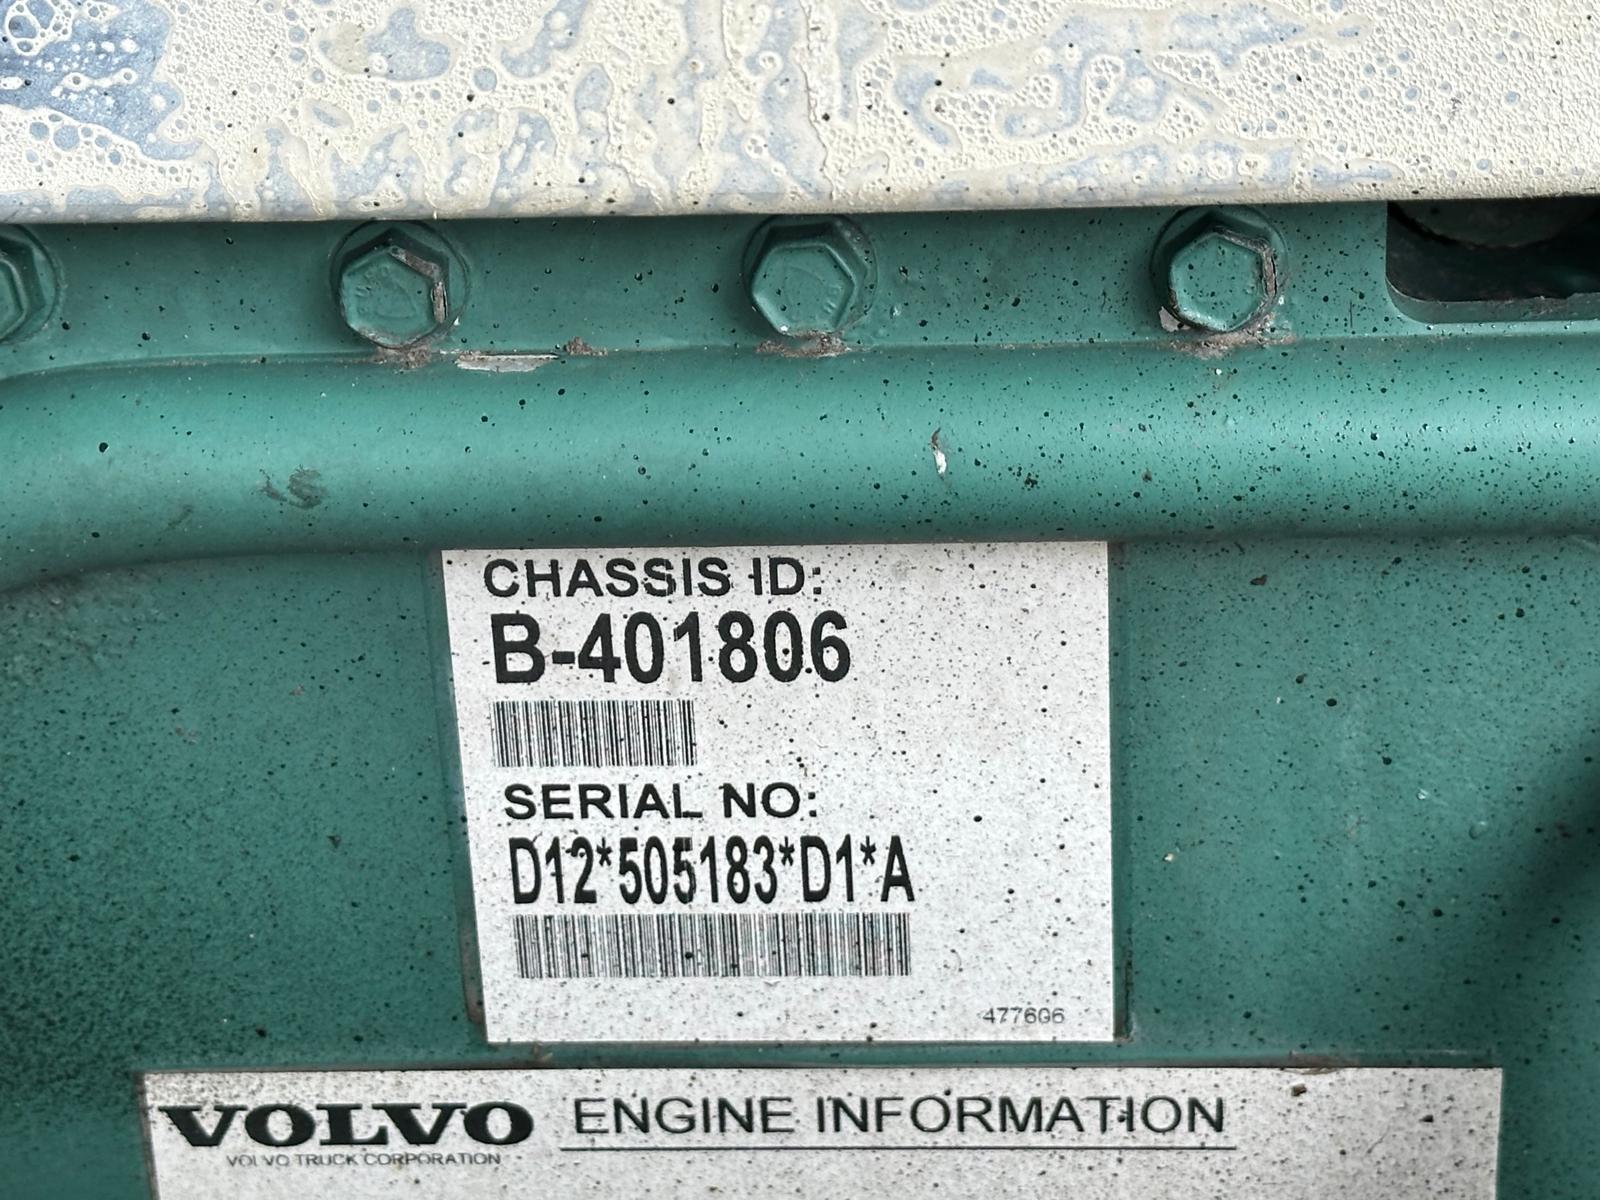 CHASSIS ID:
B-401806
SERIAL NO:
D12*505183*D1*A
477606
VOLVO ENGINE INFORMATION
VOLVO TRUCK CORPORATION